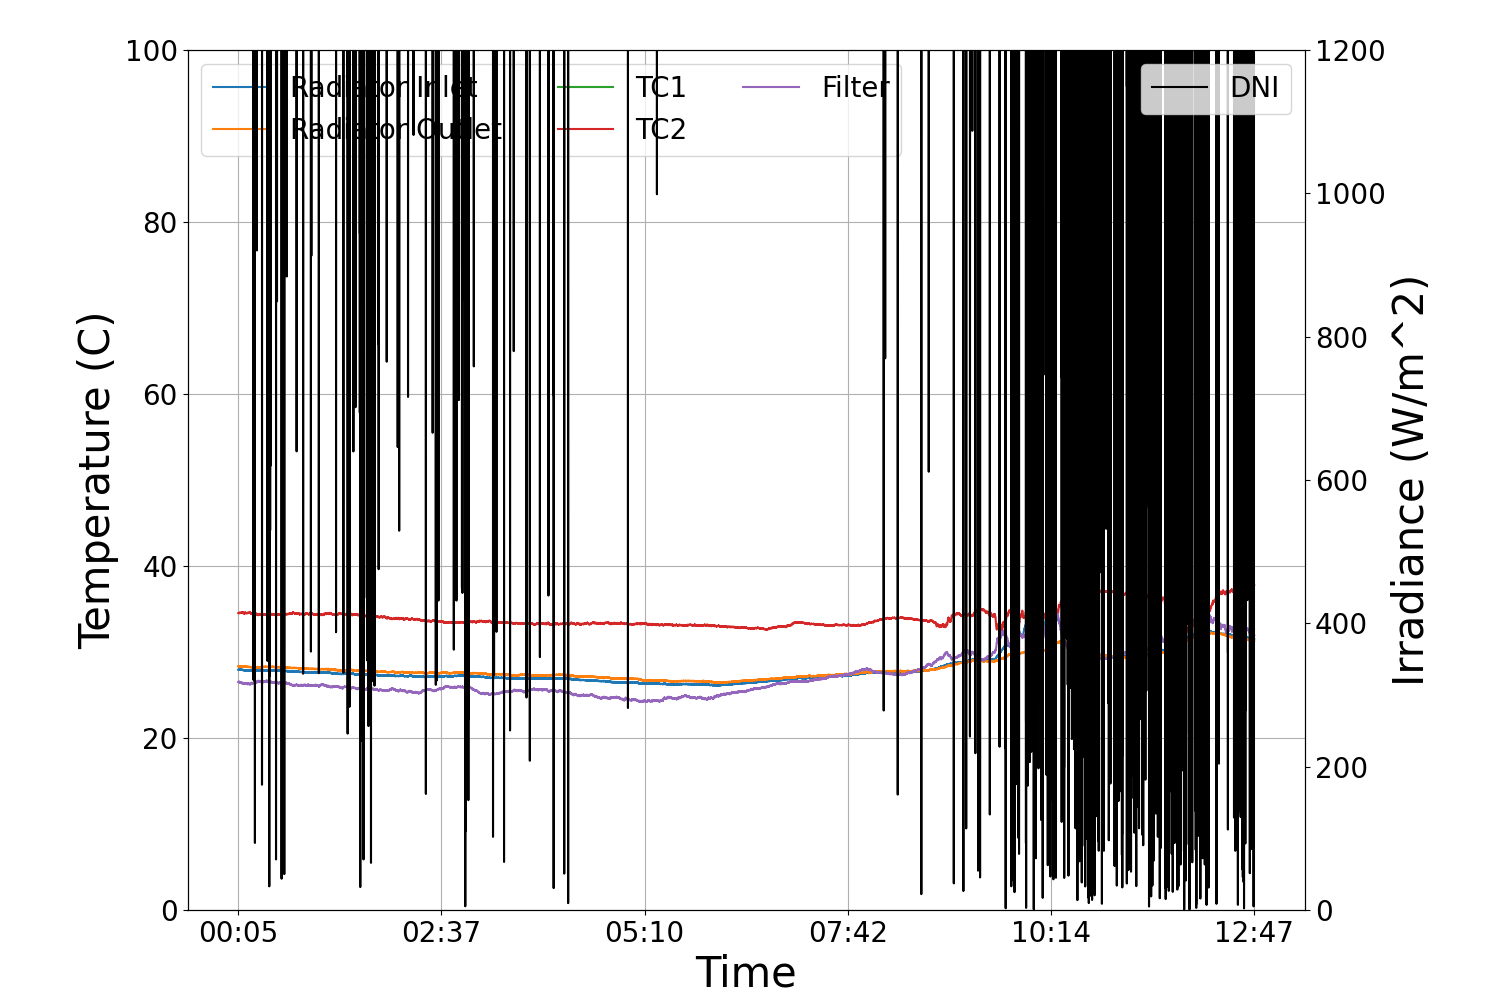 100
80
60
40
20
0
Temperature (C)
Radiator Inlet
Radiator Outlet
TC1
TC2
Filter
DNI
1200
1000
800
600
400
200
0
Irradiance (W/m^2)
00:05 02:37 05:10 07:42 10:14 12:47
Time